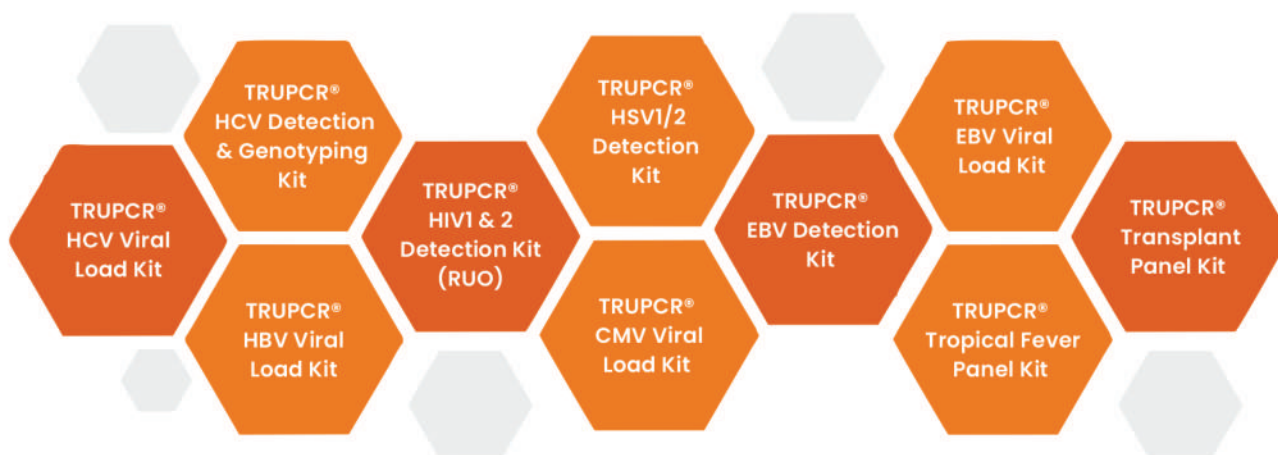 TRUPCR®
HCV Viral
Load Kit
TRUPCR®
HCV Detection
& Genotyping
Kit
TRUPCR®
HBV Viral
Load Kit
TRUPCR®
HIV1 & 2
Detection Kit
(RUO)
TRUPCR®
HSV1/2
Detection
Kit
TRUPCR®
CMV Viral
Load Kit
TRUPCR®
EBV Detection
Kit
TRUPCR®
EBV Viral
Load Kit
TRUPCR®
Tropical Fever
Panel Kit
TRUPCR®
Transplant
Panel Kit